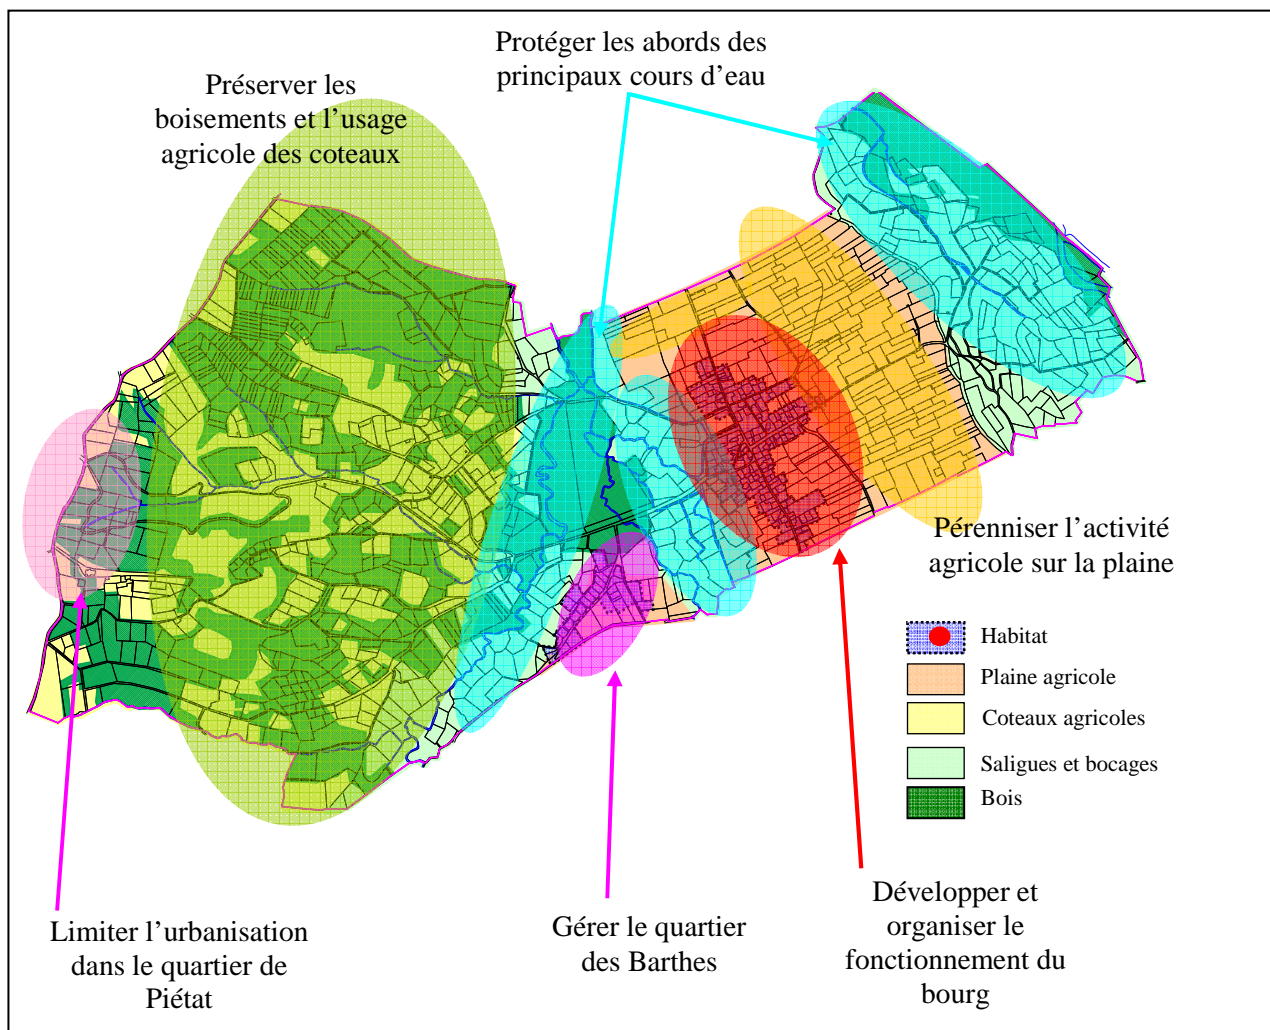 Protéger les abords des
principaux cours d’eau
Préserver les
boisements et l’usage
agricole des coteaux
Pérenniser l’activité
agricole sur la plaine
Habitat
Plaine agricole
Coteaux agricoles
Saligues et bocages
Bois
Limiter l’urbanisation
dans le quartier de
Piétat
Gérer le quartier
des Barthes
Développer et
organiser le
fonctionnement du
bourg